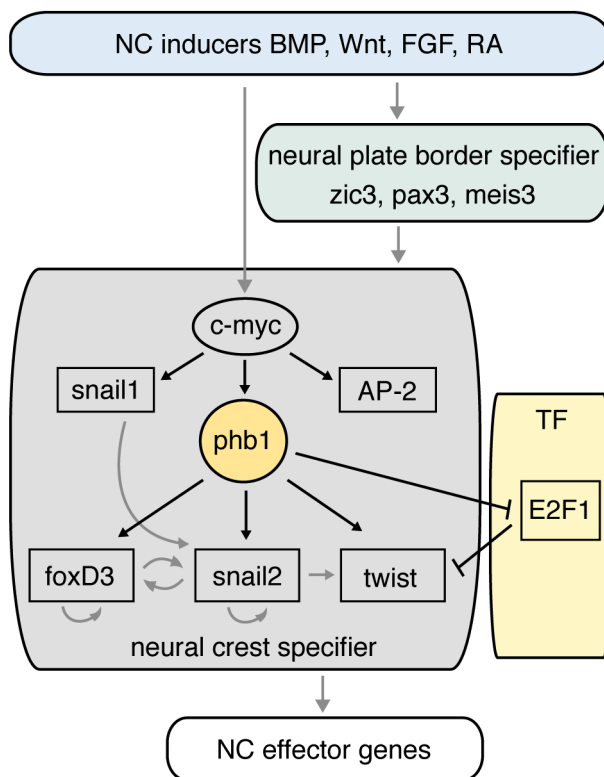 NC inducers BMP, Wnt, FGF, RA
neural plate border specifier
zic3, pax3, meis3
c-myc
snail1
AP-2
phb1
TF
E2F1
foxD3
snail2
twist
neural crest specifier
NC effector genes